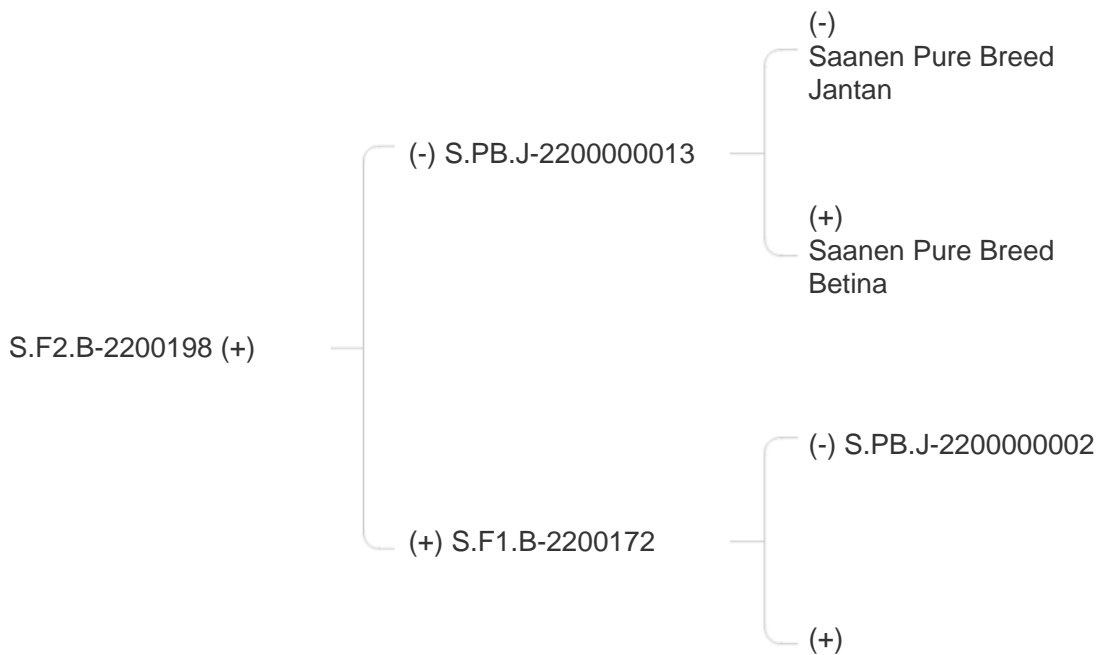 (-)
Saanen Pure Breed
Jantan
(-) S.PB.J-2200000013
(+)
Saanen Pure Breed
Betina
S.F2.B-2200198 (+)
(-) S.PB.J-2200000002
(+) S.F1.B-2200172
(+)